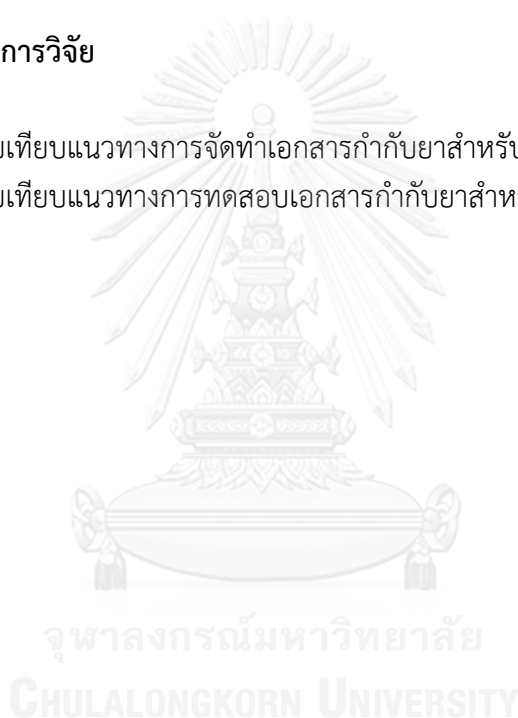 การวิจัย
ยเทียบแนวทางการจัดทำเอกสารกำกับยาสำหรับ
ยเทียบแนวทางการทดสอบเอกสารกำกับยาสำห
จุฬาลงกรณ์มหาวิทยาลัย
CHULALONGKORN UNIVERSITY